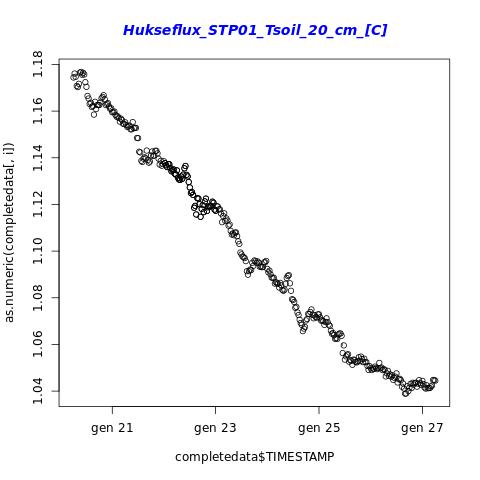 Hukseflux_STP01_Tsoil_20_cm_[C]
as.numeric(completedata[, i])
1.18
1.16
1.14
1.12
1.10
1.08
1.06
1.04
gen 21
gen 23
gen 25
gen 27
completedata$TIMESTAMP